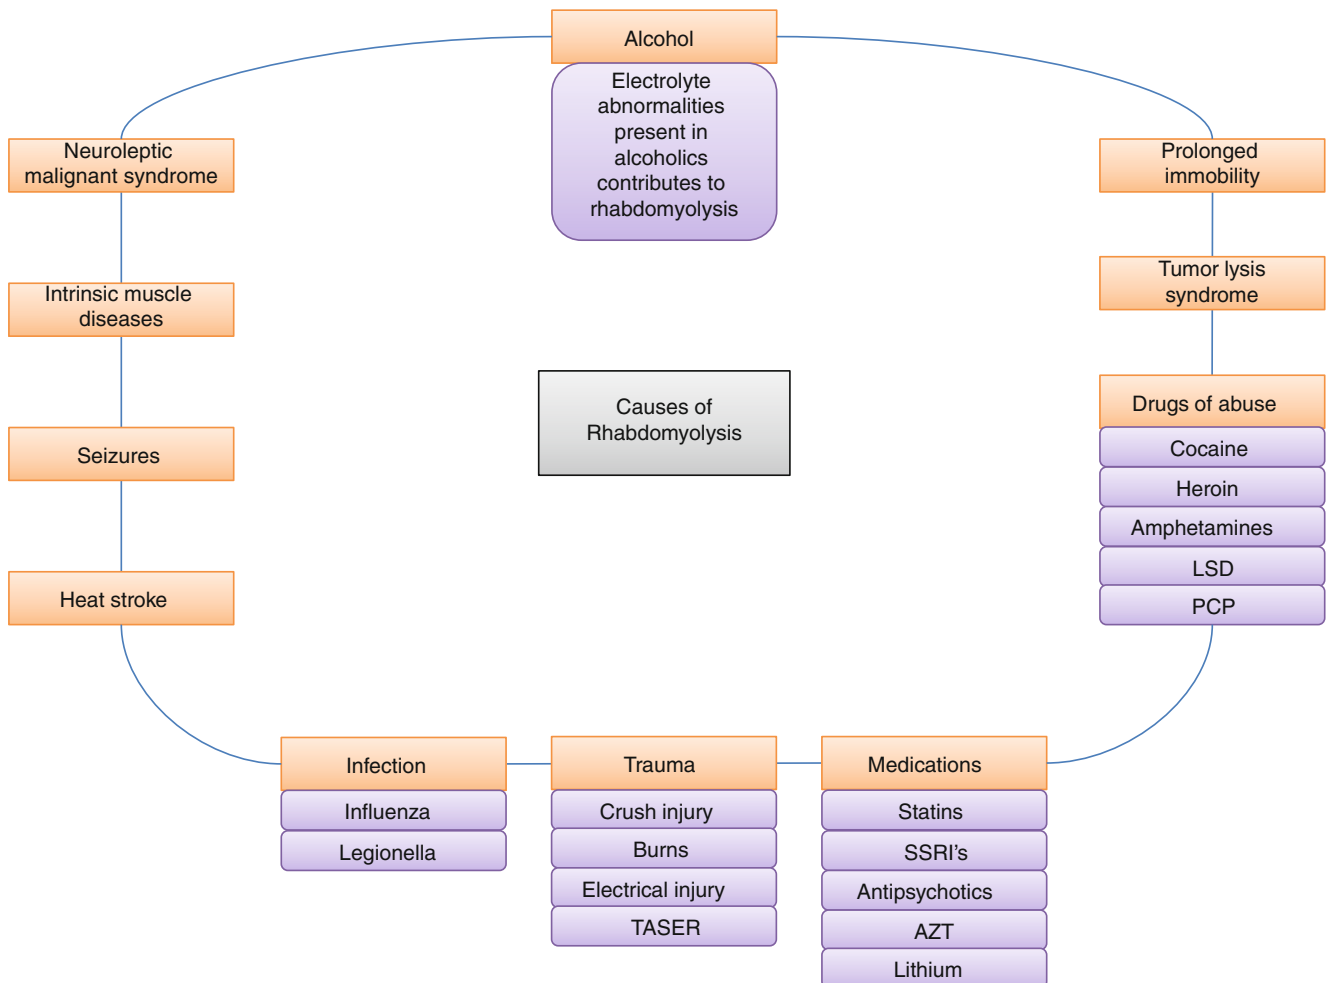 Alcohol
Electrolyte
abnormalities
present in
alcoholics
contributes to
rhabdomyolysis
Neuroleptic
malignant syndrome
Intrinsic muscle
diseases
Seizures
Heat stroke
Causes of
Rhabdomyolysis
Prolonged
immobility
Tumor lysis
syndrome
Drugs of abuse
Cocaine
Heroin
Amphetamines
LSD
PCP
Infection
Influenza
Legionella
Trauma
Crush injury
Burns
Electrical injury
TASER
Medications
Statins
SSRI's
Antipsychotics
AZT
Lithium